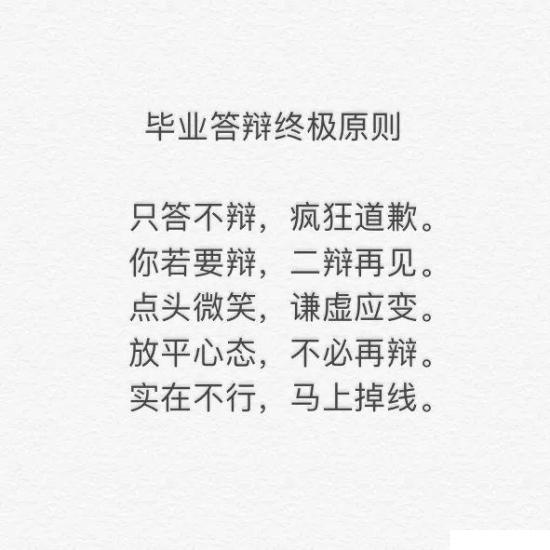 毕业答辩终极原则
只答不辩，疯狂道歉。
你若要辩，二辩再见。
点头微笑，谦虚应变。
放平心态，不必再辩。
实在不行，马上掉线。